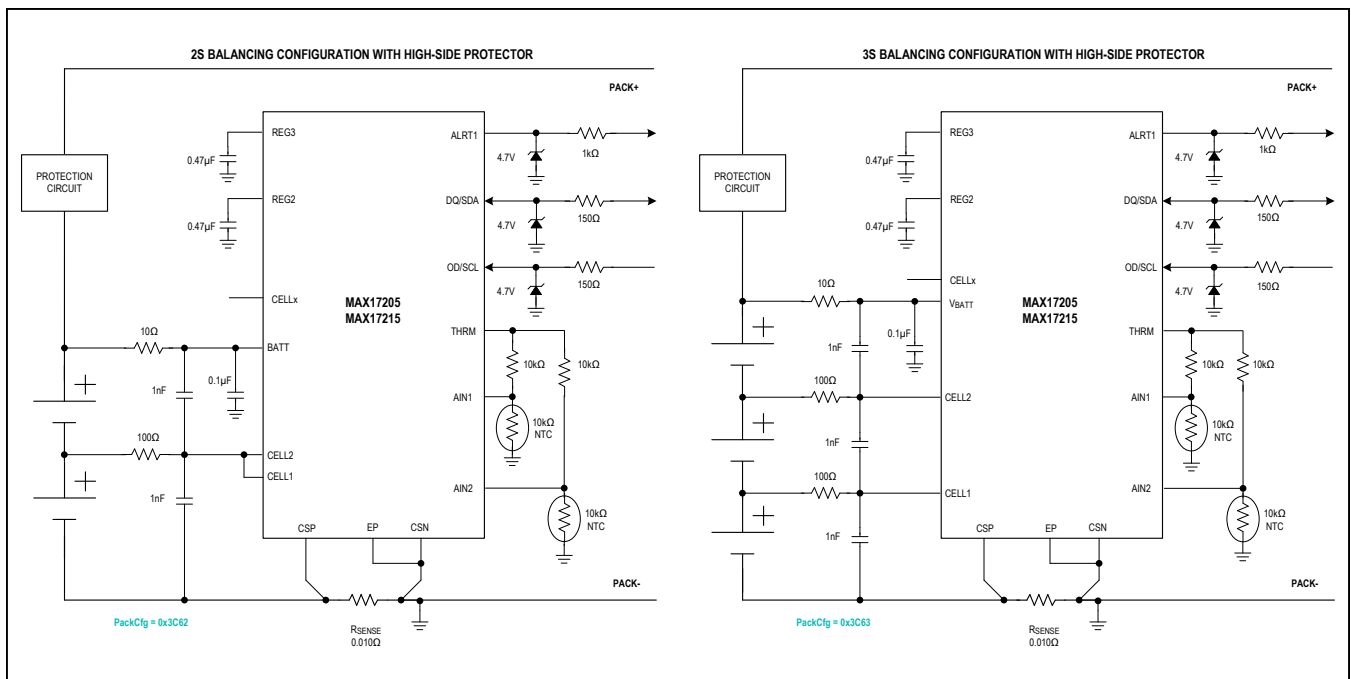 2S BALANCING CONFIGURATION WITH HIGH-SIDE PROTECTOR
PACK+
REG3
ALRT1
0.47µF
4.7V
1kΩ
PROTECTION
CIRCUIT
REG2
DQ/SDA
0.47µF
4.7V
150Ω
OD/SCL
CELLx
MAX17205
MAX17215
4.7V
150Ω
10Ω
BATT
THRM
1nF
0.1µF
10kΩ
10kΩ
AIN1
100Ω
CELL2
CELL1
10kΩ
NTC
1nF
AIN2
CSP
EP
CSN
10kΩ
NTC
PACK-
PackCfg = 0x3C62
RSENSE
0.010Ω
3S BALANCING CONFIGURATION WITH HIGH-SIDE PROTECTOR
PACK+
REG3
ALRT1
0.47µF
4.7V
1kΩ
PROTECTION
CIRCUIT
REG2
DQ/SDA
0.47µF
4.7V
150Ω
OD/SCL
CELLx
10Ω
VBATT
MAX17205
MAX17215
4.7V
150Ω
THRM
1nF
0.1µF
10kΩ
10kΩ
100Ω
CELL2
AIN1
1nF
10kΩ
NTC
100Ω
CELL1
AIN2
1nF
CSP
EP
CSN
10kΩ
NTC
PACK-
PackCfg = 0x3C63
RSENSE
0.010Ω